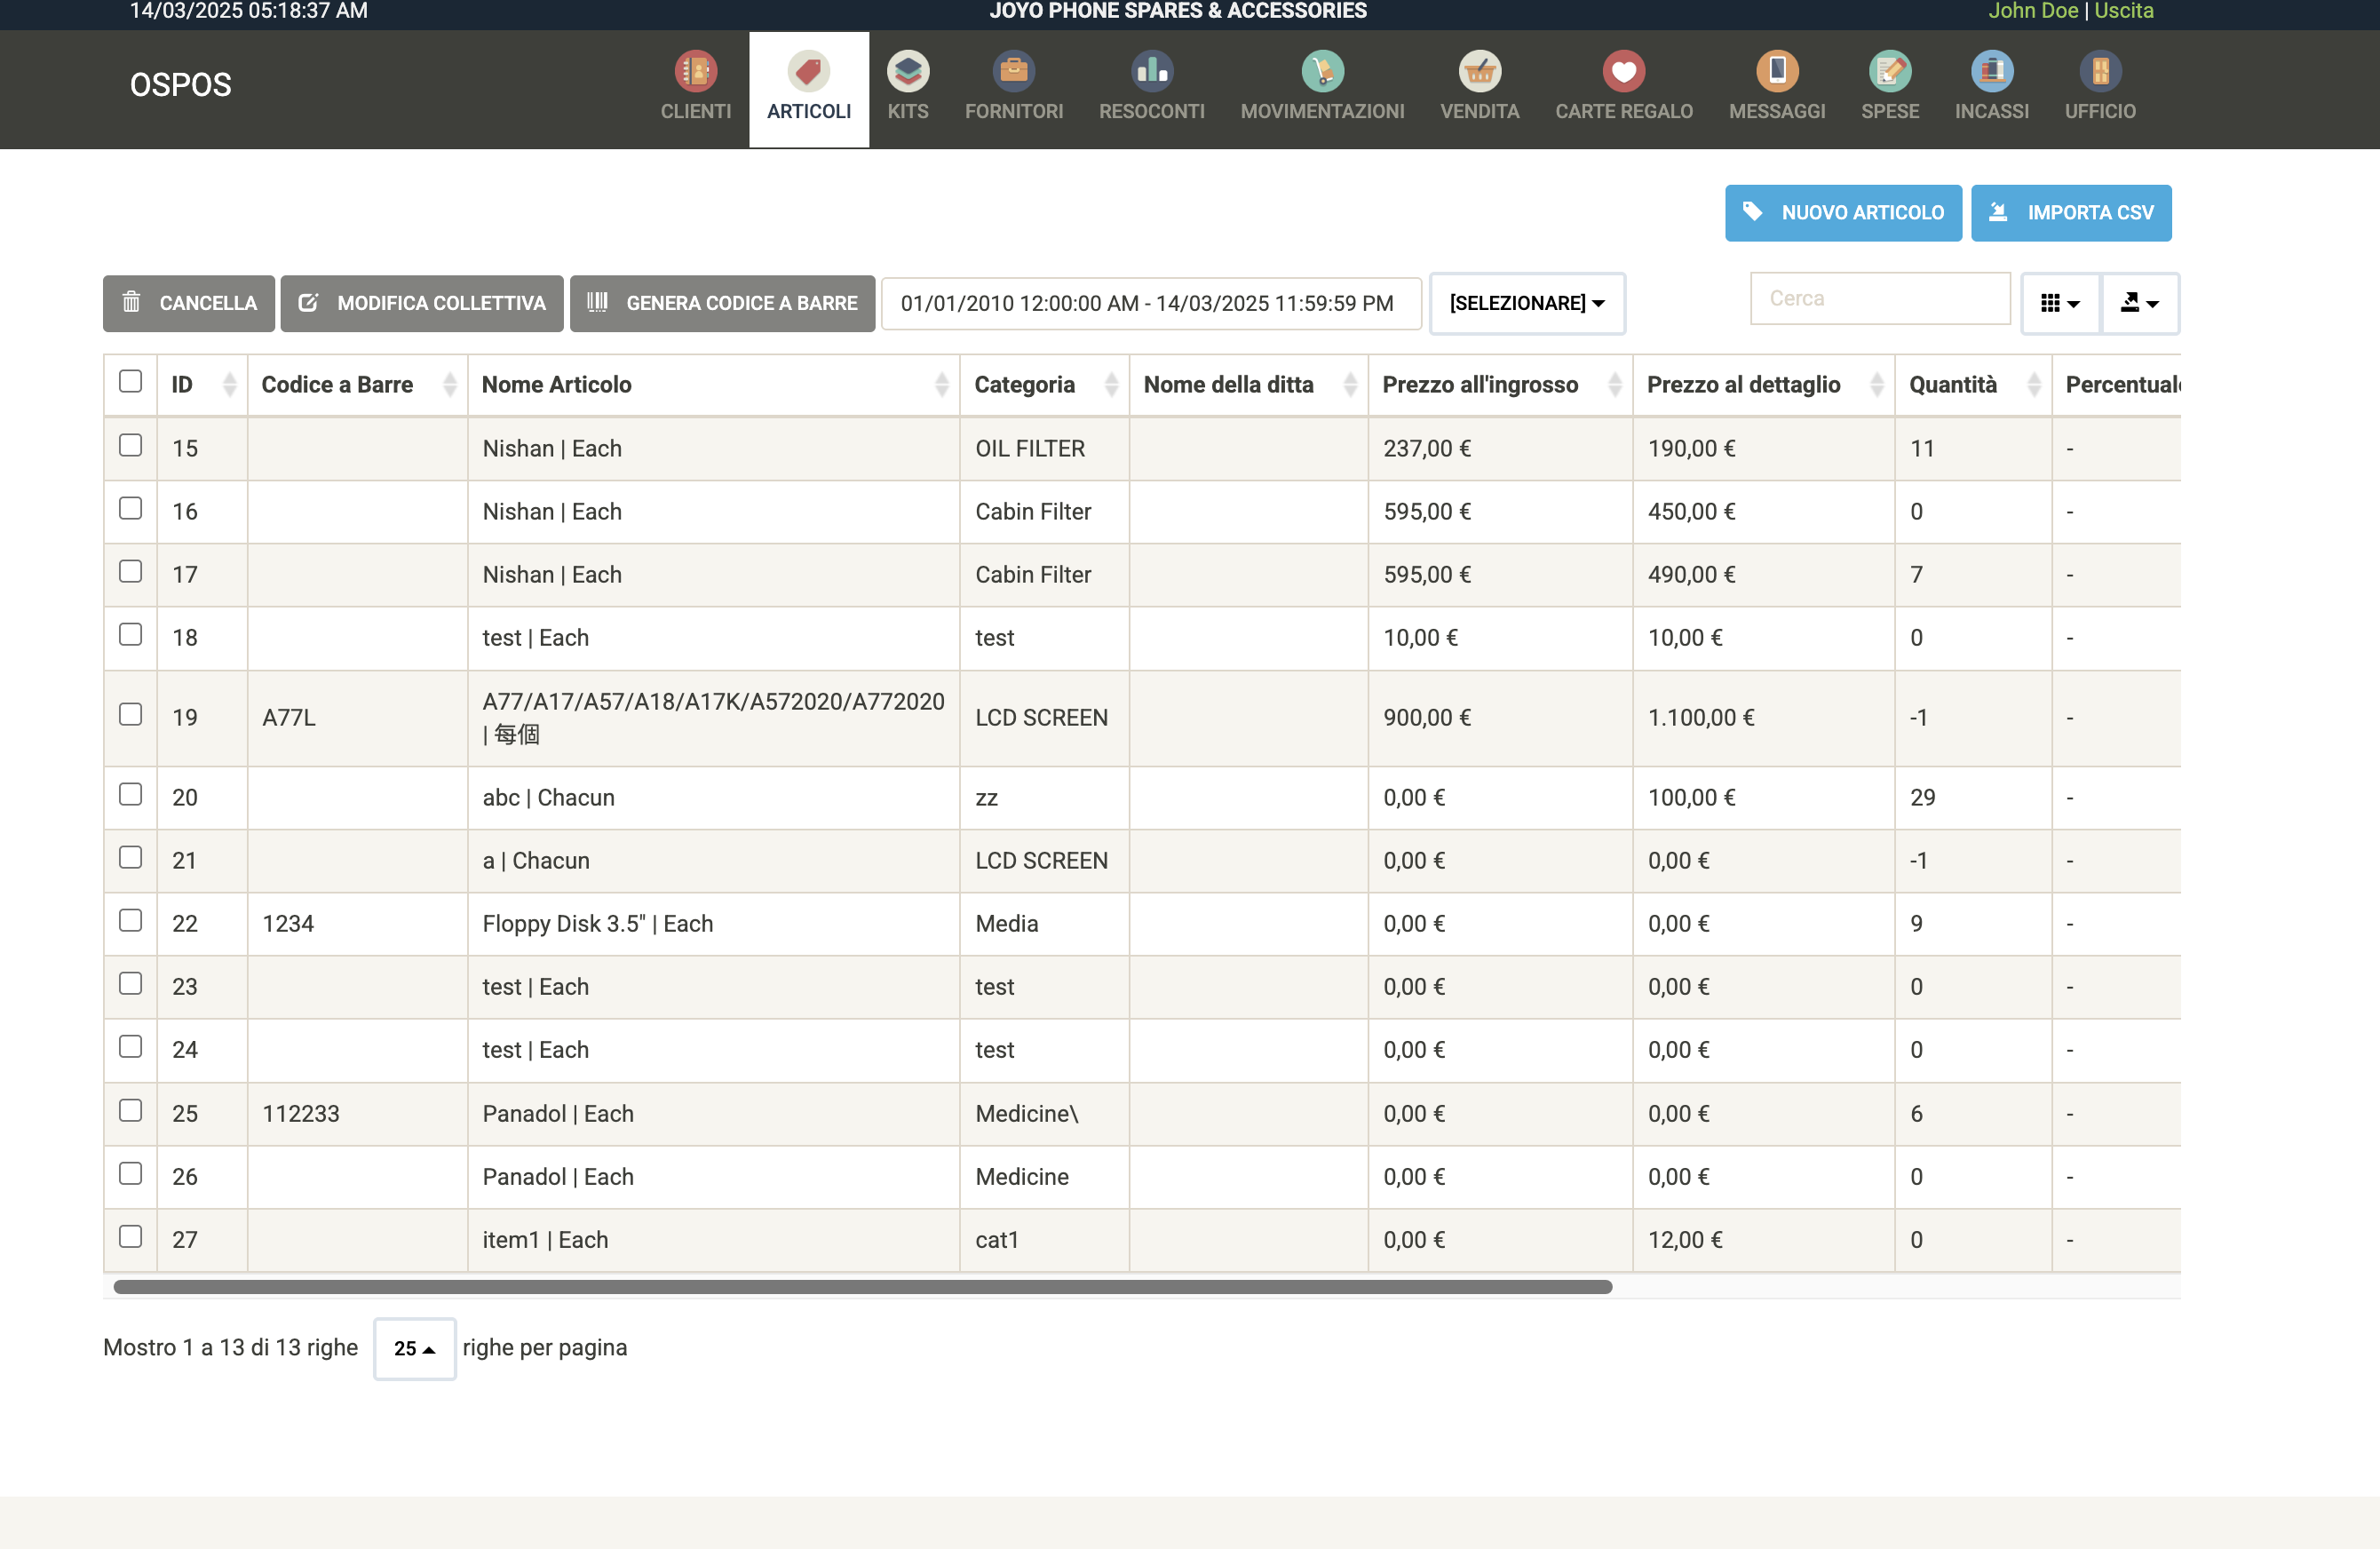 14/03/2025 05:18:37 AM JOYO PHONE SPARES & ACCESSORIES John Doe | Uscita
OSPOS CLIENTI ARTICOLI KITS FORNITORI RESOCONTI MOVIMENTAZIONI VENDITA CARTE REGALO MESSAGGI SPESE INCASSI UFFICIO
NUOVO ARTICOLO IMPORTA CSV
CANCELLA MODIFICA COLLETTIVA GENERA CODICE A BARRE 01/01/2010 12:00:00 AM - 14/03/2025 11:59:59 PM [SELEZIONARE] Cerca
ID Codice a Barre Nome Articolo Categoria Nome della ditta Prezzo all'ingrosso Prezzo al dettaglio Quantità Percentuale
15 Nishan | Each OIL FILTER 237,00 € 190,00 € 11 -
16 Nishan | Each Cabin Filter 595,00 € 450,00 € 0 -
17 Nishan | Each Cabin Filter 595,00 € 490,00 € 7 -
18 test | Each test 10,00 € 10,00 € 0 -
19 A77L A77/A17/A57/A18/A17K/A572020/A772020 | 每個 LCD SCREEN 900,00 € 1.100,00 € -1 -
20 abc | Chacun zz 0,00 € 100,00 € 29 -
21 a | Chacun LCD SCREEN 0,00 € 0,00 € -1 -
22 1234 Floppy Disk 3.5" | Each Media 0,00 € 0,00 € 9 -
23 test | Each test 0,00 € 0,00 € 0 -
24 test | Each test 0,00 € 0,00 € 0 -
25 112233 Panadol | Each Medicine\ 0,00 € 0,00 € 6 -
26 Panadol | Each Medicine 0,00 € 0,00 € 0 -
27 item1 | Each cat1 0,00 € 12,00 € 0 -
Mostro 1 a 13 di 13 righe 25 righe per pagina